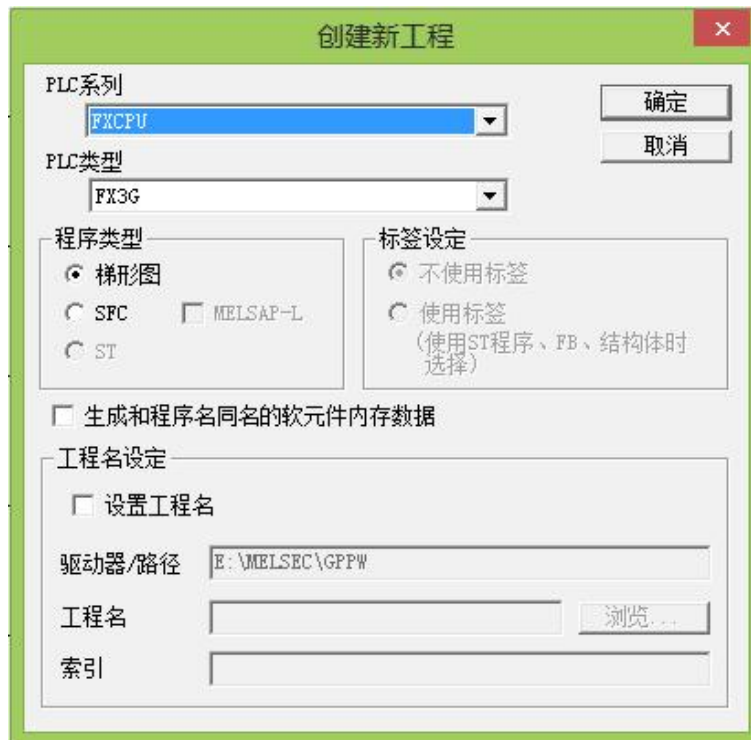 创建新工程
PLC系列
FXCPU
确定
取消
PLC类型
FX3G
程序类型
梯形图
SFC
MELSAP-L
ST
标签设定
不使用标签
使用标签
(使用ST程序、FB、结构体时
选择)
生成和程序名同名的软元件内存数据
工程名设定
设置工程名
驱动器/路径
E:\MELSEC\GPPW
工程名
浏览...
索引